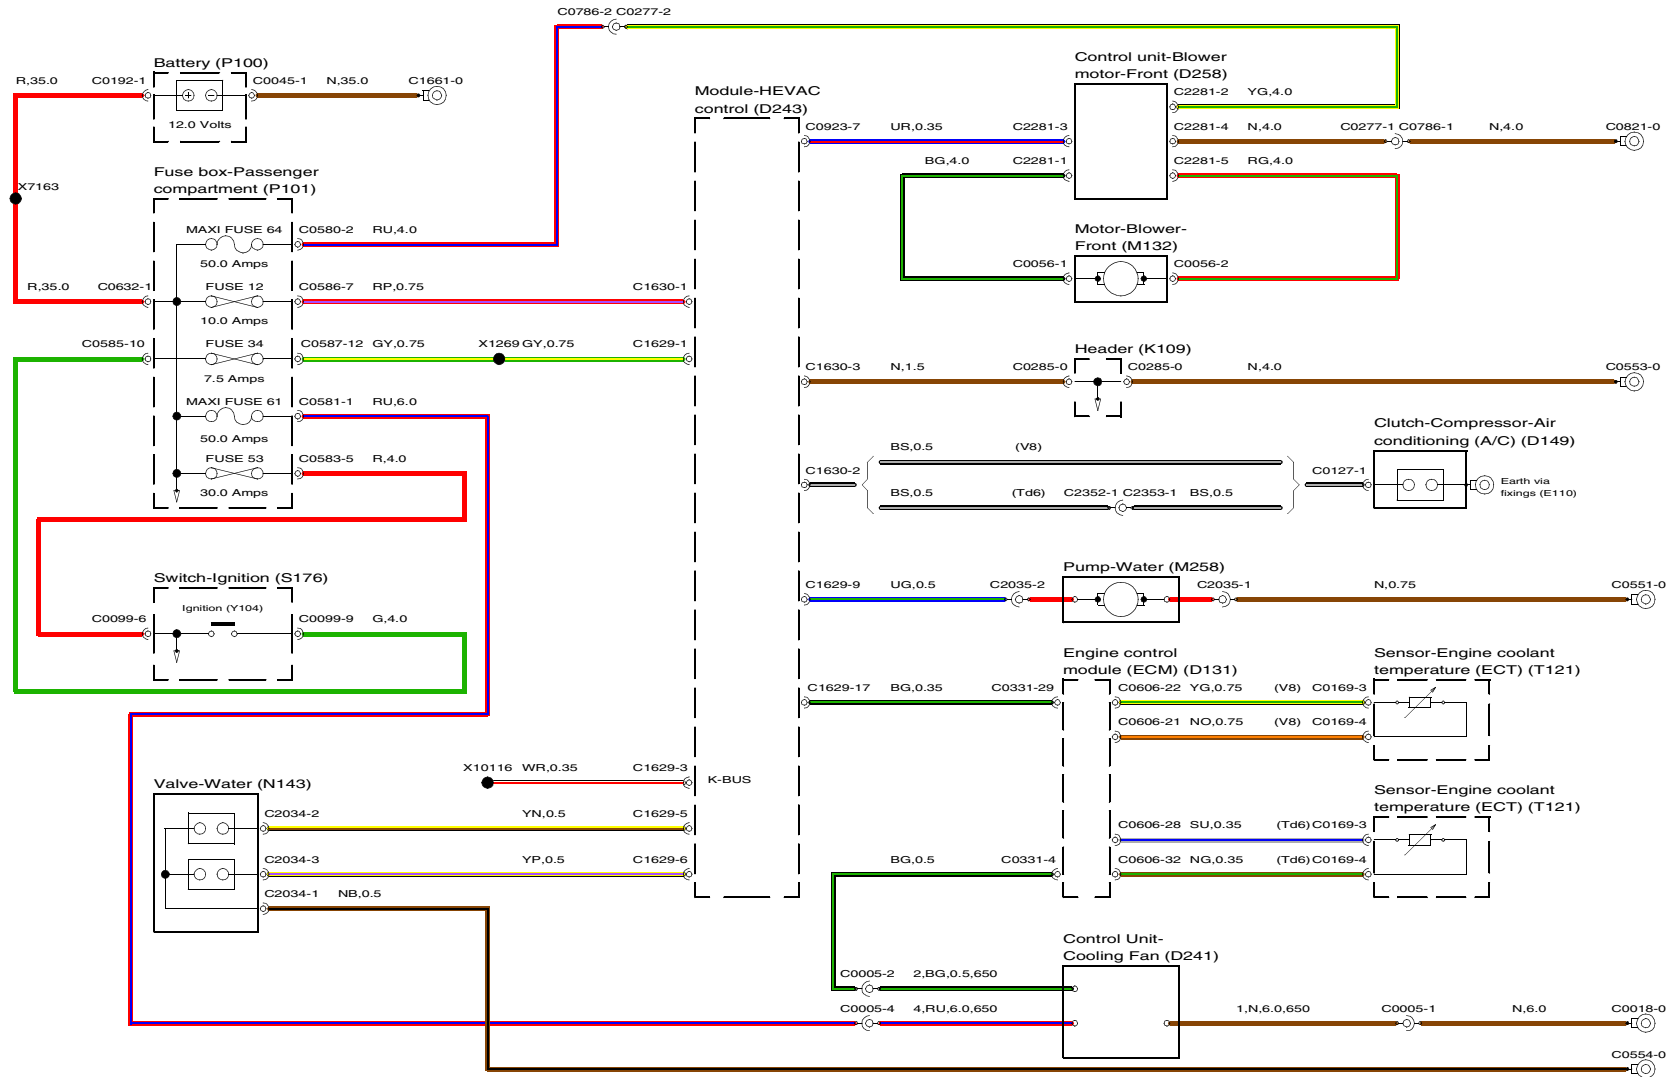 C0786-2 C0277-2
Battery (P100)
R,35.0 C0192-1 C0045-1 N,35.0 C1661-0
12.0 Volts
X7163
Fuse box-Passenger
compartment (P101)
MAXI FUSE 64 C0580-2 RU,4.0
50.0 Amps
R,35.0 C0632-1 FUSE 12 C0586-7 RP,0.75 C1630-1
10.0 Amps
C0585-10 FUSE 34 C0587-12 GY,0.75 X1269 GY,0.75 C1629-1
7.5 Amps
MAXI FUSE 61 C0581-1 RU,6.0
50.0 Amps
FUSE 53 C0583-5 R,4.0
30.0 Amps
Switch-Ignition (S176)
Ignition (Y104)
C0099-6 C0099-9 G,4.0
X10116 WR,0.35 C1629-3 K-BUS
Valve-Water (N143)
C2034-2 YN,0.5 C1629-5
C2034-3 YP,0.5 C1629-6
C2034-1 NB,0.5
Module-HEVAC
control (D243)
Control unit-Blower
motor-Front (D258)
C2281-2 YG,4.0
C0923-7 UR,0.35 C2281-3 C2281-4 N,4.0 C0277-1 C0786-1 N,4.0 C0821-0
BG,4.0 C2281-1 C2281-5 RG,4.0
Motor-Blower-
Front (M132)
C0056-1 C0056-2
Header (K109)
C1630-3 N,1.5 C0285-0 C0285-0 N,4.0 C0553-0
Clutch-Compressor-Air
conditioning (A/C) (D149)
BS,0.5 (V8)
C1630-2 C0127-1
Earth via
fixings (E110)
BS,0.5 (Td6) C2352-1 C2353-1 BS,0.5
Pump-Water (M258)
C1629-9 UG,0.5 C2035-2 C2035-1 N,0.75 C0551-0
Engine control
module (ECM) (D131)
Sensor-Engine coolant
temperature (ECT) (T121)
C1629-17 BG,0.35 C0331-29 C0606-22 YG,0.75 (V8) C0169-3
C0606-21 NO,0.75 (V8) C0169-4
Sensor-Engine coolant
temperature (ECT) (T121)
C0606-28 SU,0.35 (Td6) C0169-3
BG,0.5 C0331-4 C0606-32 NG,0.35 (Td6) C0169-4
Control Unit-
Cooling Fan (D241)
C0005-2 2,BG,0.5,650
C0005-4 4,RU,6.0,650 1,N,6.0,650 C0005-1 N,6.0 C0018-0
C0554-0